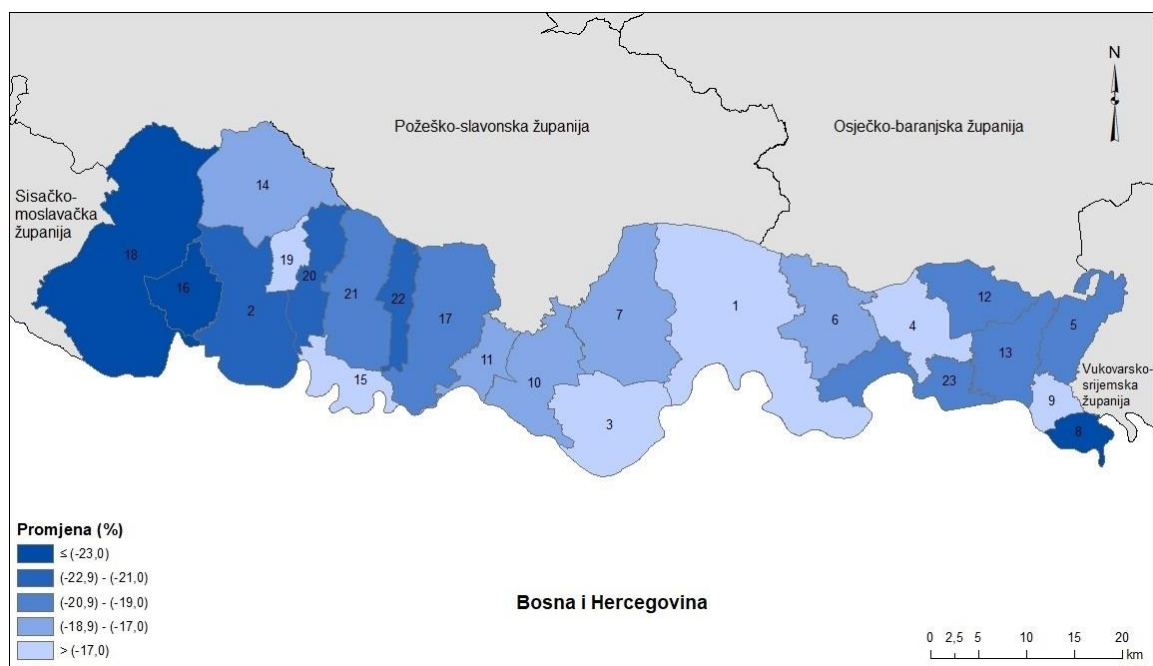 N
Požeško-slavonska županija
Osječko-baranjska županija
Sisačko-
moslavačka
županija
14
18
19
20
16
2
21
22
17
7
1
6
4
12
5
11
10
13
15
3
23
9
8
Vukovarsko-
srijemska
županija
Promjena (%)
≤ (-23,0)
(-22,9) - (-21,0)
(-20,9) - (-19,0)
(-18,9) - (-17,0)
> (-17,0)
Bosna i Hercegovina
0 2,5 5 10 15 20
km